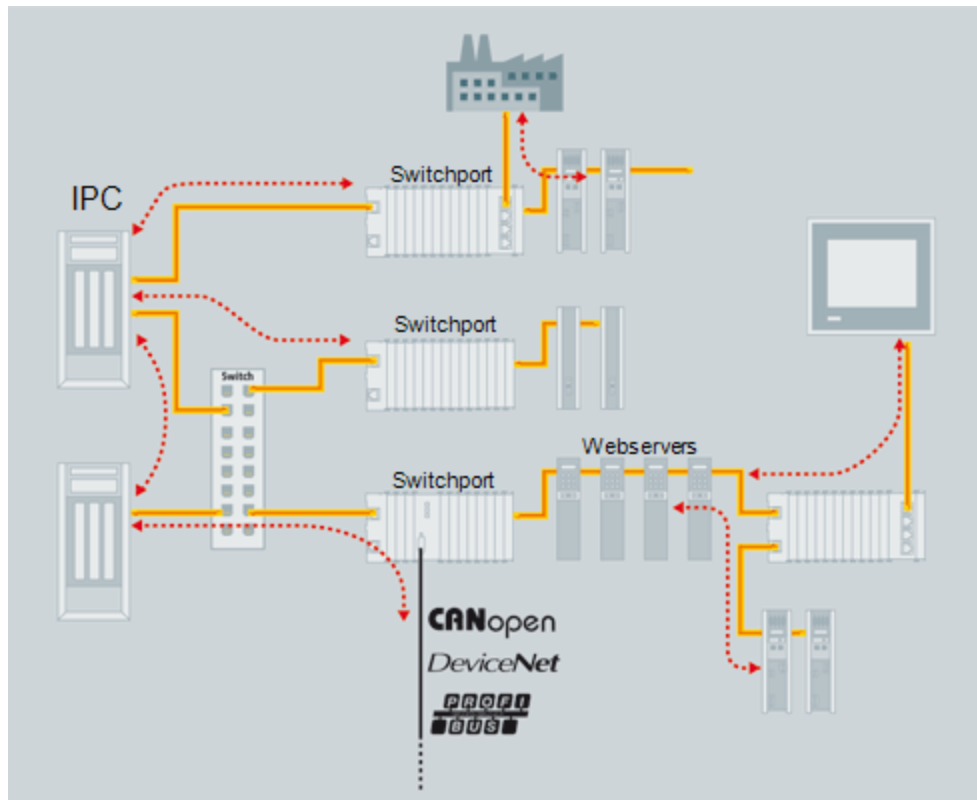 Switchport
IPC
Switchport
Switch
Webservers
Switchport
CANopen
DeviceNet
PROFI
BUS